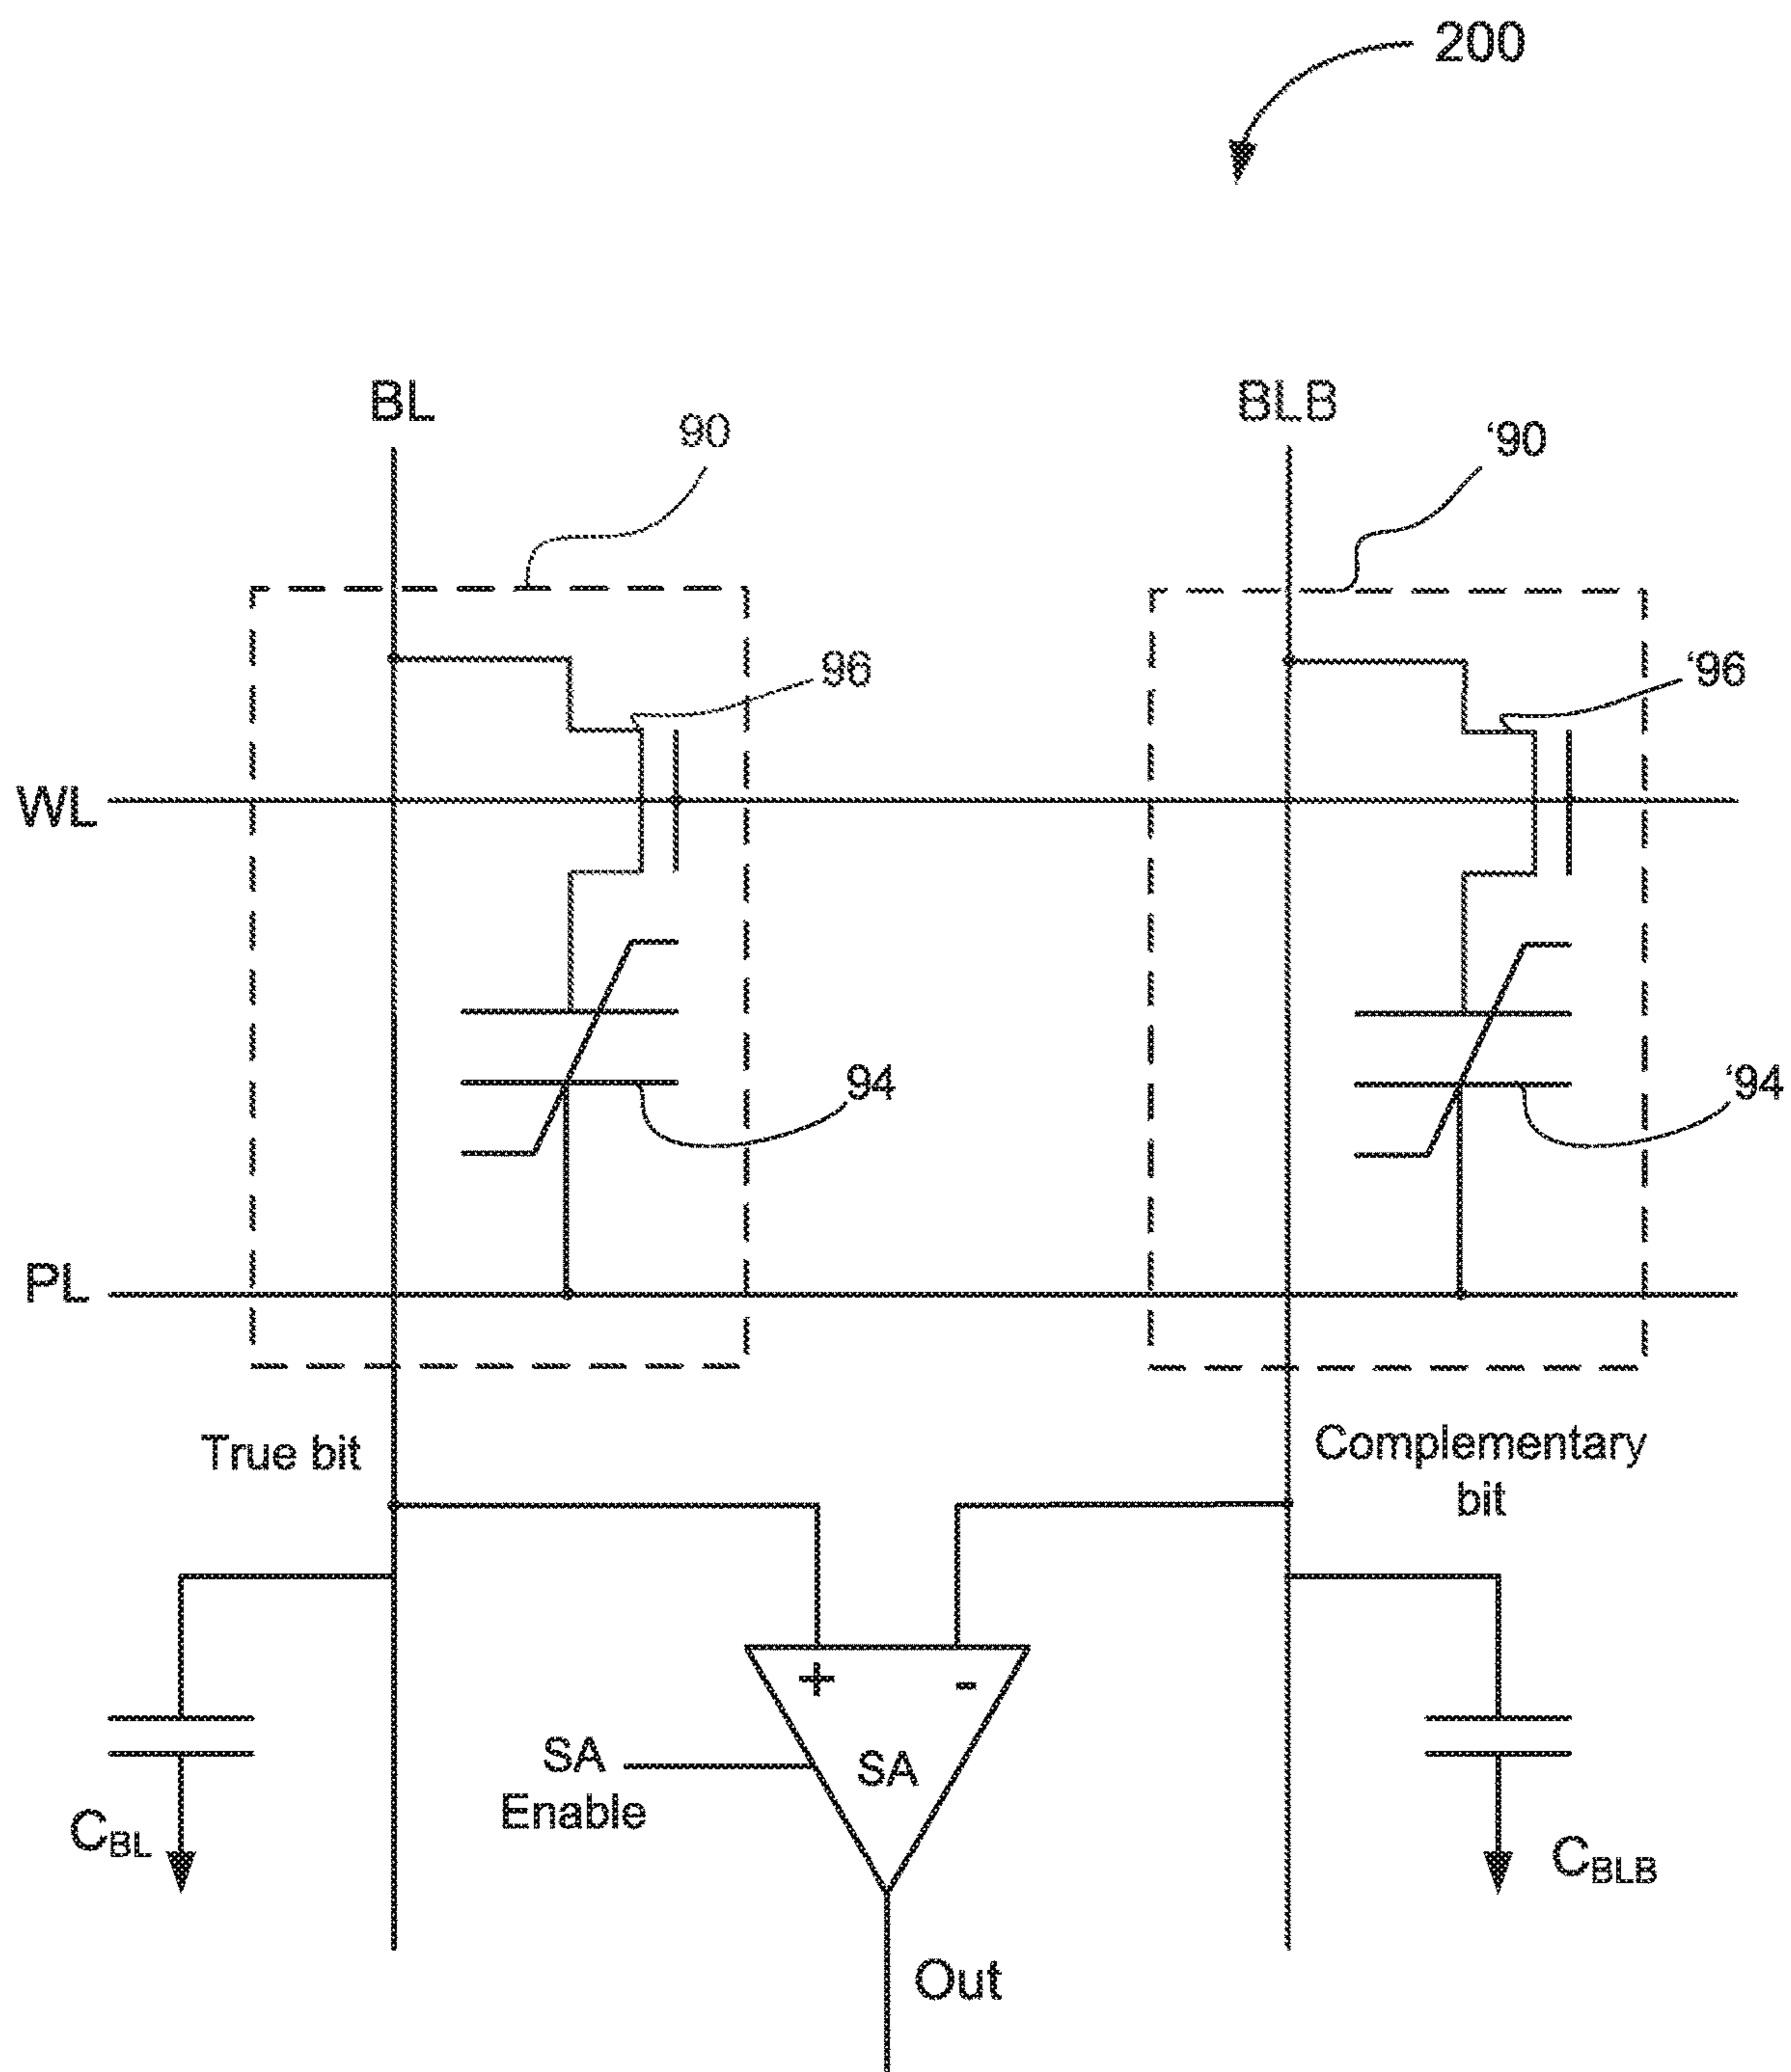 200
BL
BLB
90
‘90
96
‘96
WL
94
‘94
PL
True bit
Complementary
bit
+
-
SA
Enable
SA
CBL
CBLB
Out